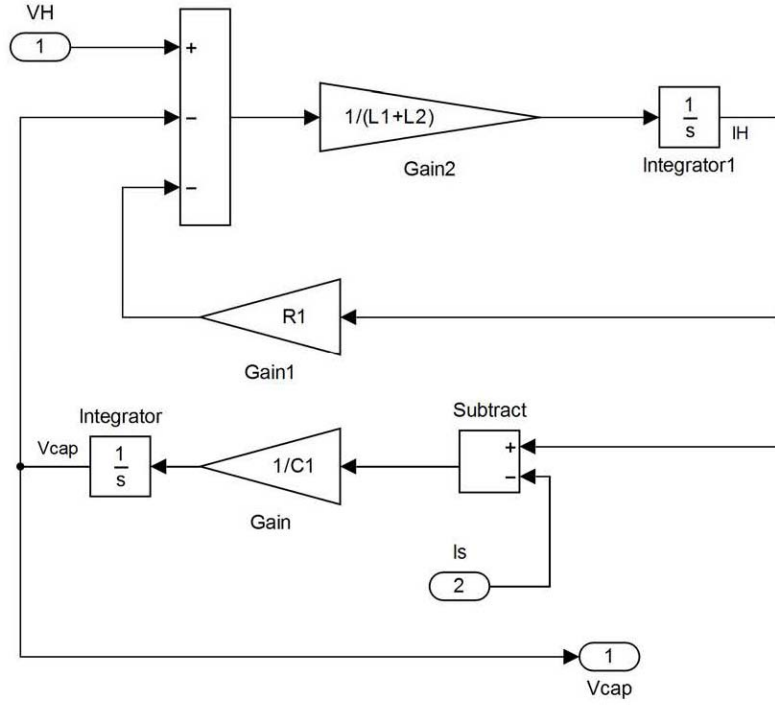 VH
1
+
−
−
1/(L1+L2)
Gain2
1
s
IH
Integrator1
R1
Gain1
Integrator
Vcap
1
s
1/C1
Gain
Subtract
+
−
Is
2
1
Vcap